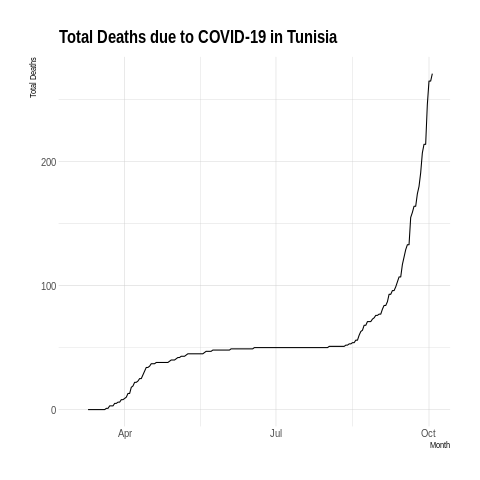 Total Deaths due to COVID-19 in Tunisia
Total Deaths
200
100
0
Apr
Jul
Oct
Month